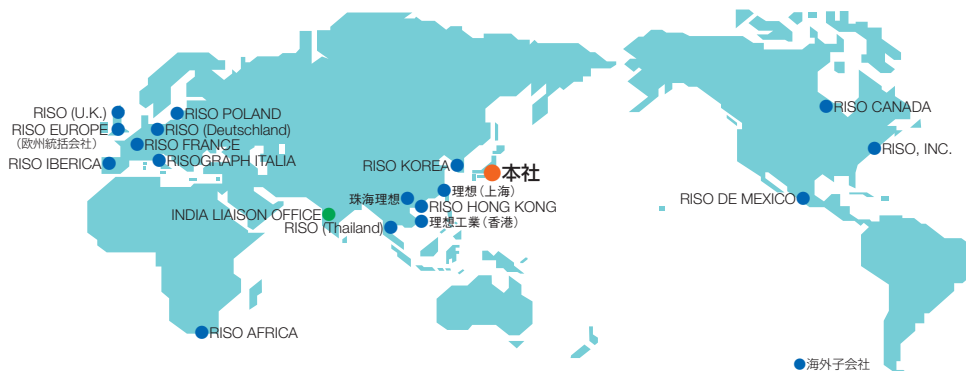 RISO (U.K.)
RISO POLAND
RISO EUROPE
(欧州統括会社)
RISO (Deutschland)
RISO FRANCE
RISO IBERICA
RISOGRAPH ITALIA
RISO KOREA
本社
珠海理想
理想(上海)
INDIA LIAISON OFFICE
RISO HONG KONG
RISO (Thailand)
理想工業(香港)
RISO AFRICA
RISO CANADA
RISO, INC.
RISO DE MEXICO
海外子会社